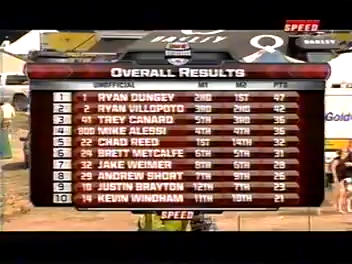 SPEED
OAKLEY
OAKLEY
OVERALL RESULTS
UNOFFICIAL M1 M2 PTS
1 1 RYAN DUNGEY 2ND 1ST 47
2 2 RYAN VILLOPOTO 3RD 2ND 42
3 41 TREY CANARD 5TH 3RD 36
4 800 MIKE ALESSI 4TH 4TH 36
5 22 CHAD REED 1ST 14TH 32
6 24 BRETT METCALFE 6TH 5TH 31
7 JAKE WEIMER 8TH 6TH 28
8 29 ANDREW SHORT 7TH 9TH 26
9 10 JUSTIN BRAYTON 12TH 7TH 23
10 14 KEVIN WINDHAM 11TH 10TH 21
Gold
SPEED